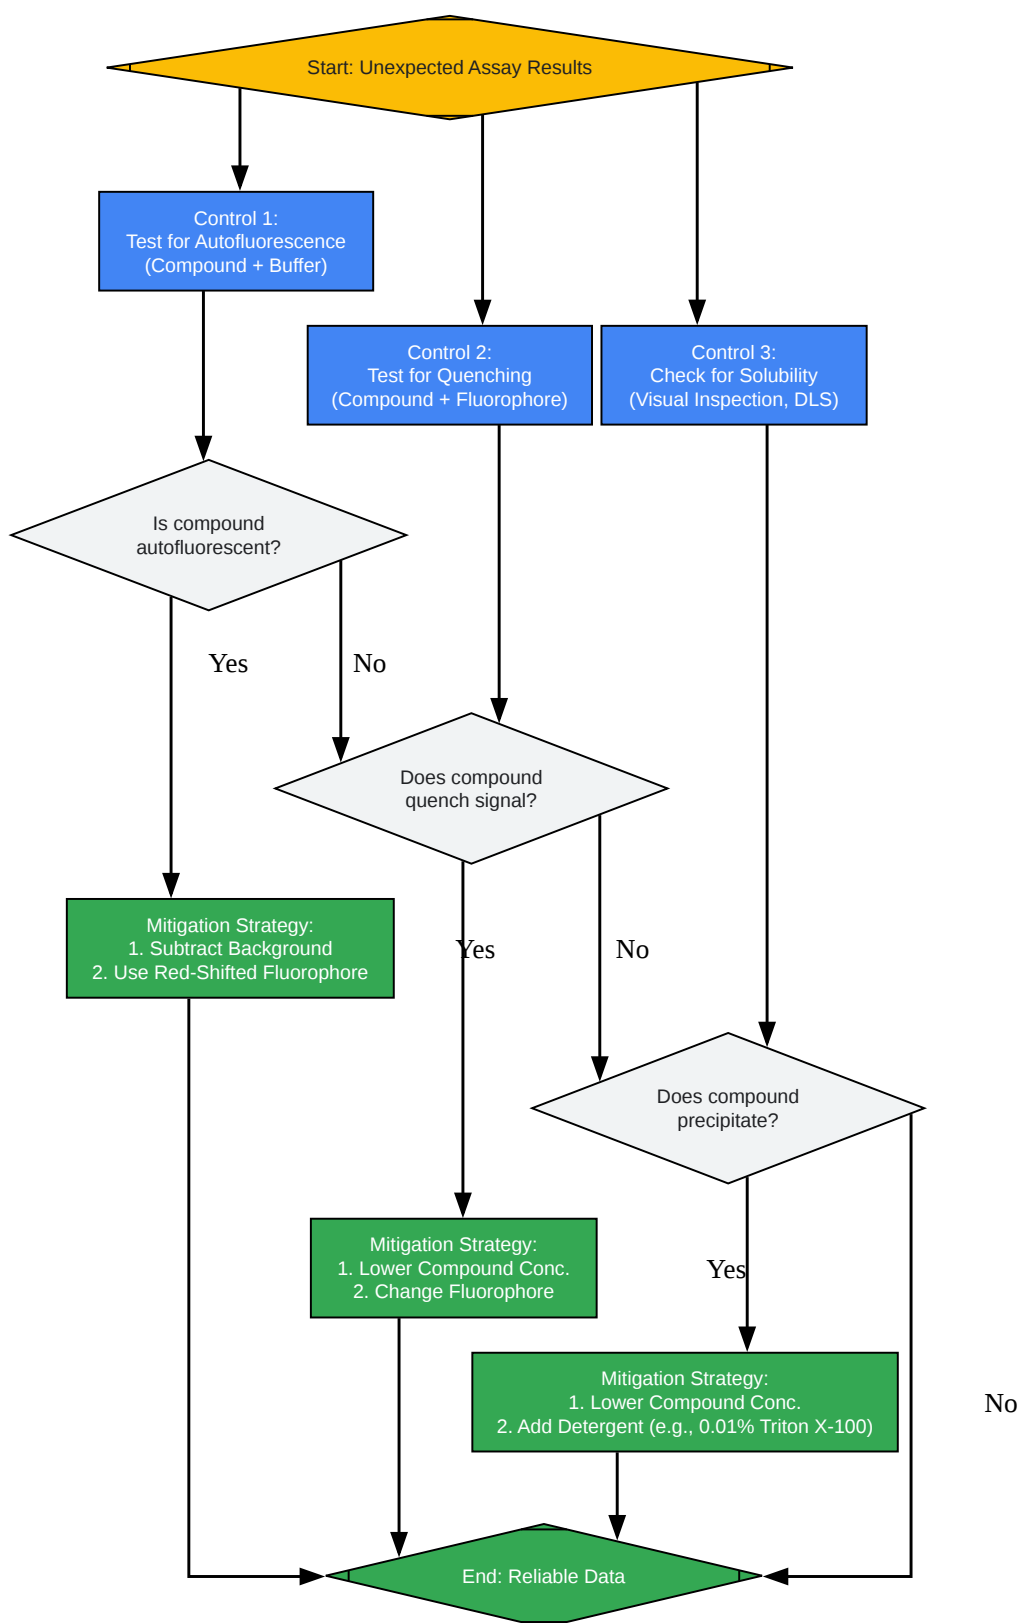 Start: Unexpected Assay Results
Control 1:
Test for Autofluorescence
(Compound + Buffer)
Control 2:
Test for Quenching
(Compound + Fluorophore)
Control 3:
Check for Solubility
(Visual Inspection, DLS)
Is compound
autofluorescent?
Yes
No
Does compound
quench signal?
Mitigation Strategy:
1. Subtract Background
2. Use Red-Shifted Fluorophore
Yes
No
Does compound
precipitate?
Mitigation Strategy:
1. Lower Compound Conc.
2. Change Fluorophore
Yes
Mitigation Strategy:
1. Lower Compound Conc.
2. Add Detergent (e.g., 0.01% Triton X-100)
No
End: Reliable Data